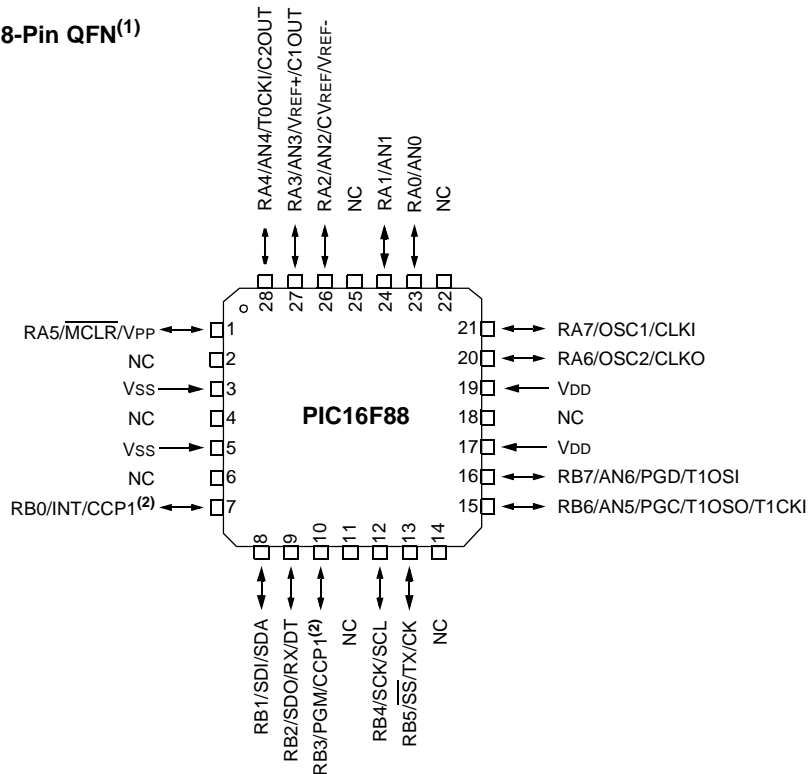 8-Pin QFN(1)
RA4/AN4/T0CKI/C2OUT
RA3/AN3/VREF+/C1OUT
RA2/AN2/CVREF/VREF-
NC
RA1/AN1
RA0/AN0
NC
28
27
26
25
24
23
22
RA5/MCLR/VPP
1
NC
2
VSS
3
NC
4
VSS
5
NC
6
RB0/INT/CCP1(2)
7
PIC16F88
21
RA7/OSC1/CLKI
20
RA6/OSC2/CLKO
19
VDD
18
NC
17
VDD
16
RB7/AN6/PGD/T1OSI
15
RB6/AN5/PGC/T1OSO/T1CKI
8
9
10
11
12
13
14
RB1/SDI/SDA
RB2/SDO/RX/DT
RB3/PGM/CCP1(2)
NC
RB4/SCK/SCL
RB5/SS/TX/CK
NC